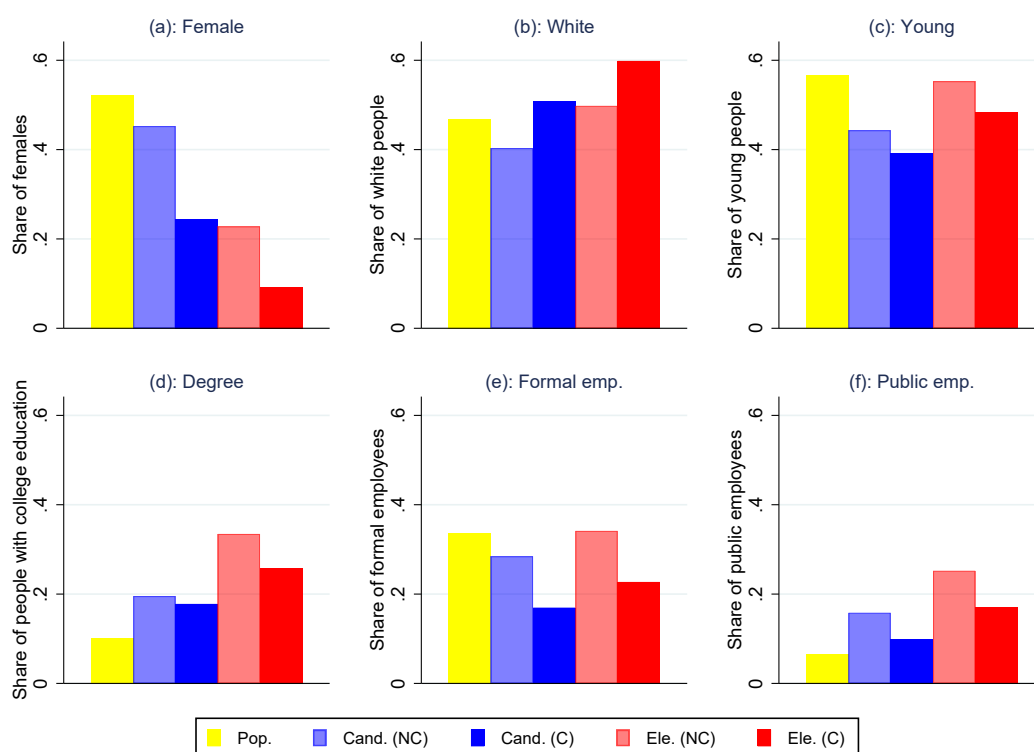 (a): Female
Share of females
.6
.4
.2
0
(b): White
Share of white people
.6
.4
.2
0
(c): Young
Share of young people
.6
.4
.2
0
(d): Degree
Share of people with college education
.6
.4
.2
0
(e): Formal emp.
Share of formal employees
.6
.4
.2
0
(f): Public emp.
Share of public employees
.6
.4
.2
0
Pop. Cand. (NC) Cand. (C) Ele. (NC) Ele. (C)